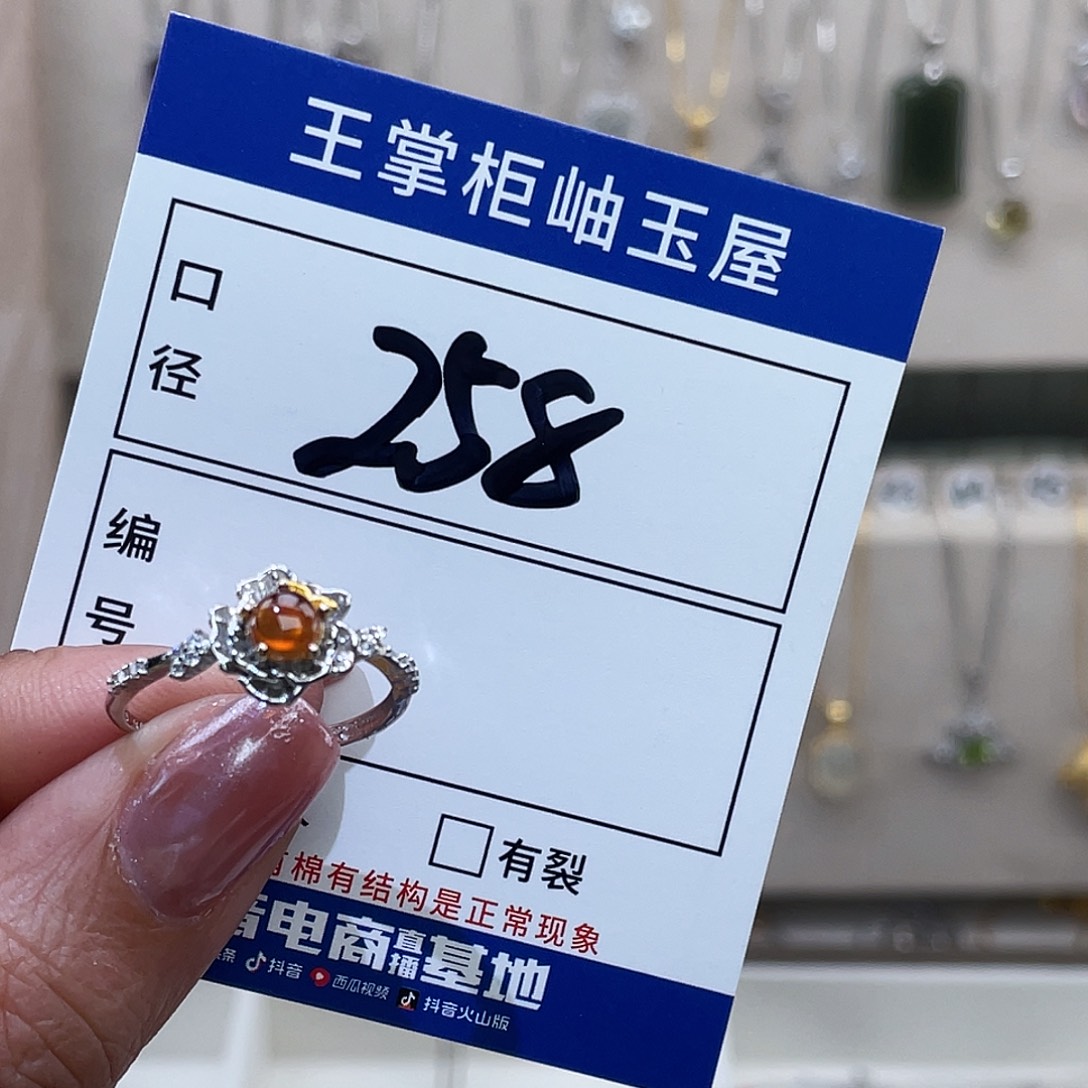 王掌柜岫玉屋
口径
258
编号
有裂
棉有结构是正常现象
电商直播基地
抖音 西瓜视频 抖音火山版